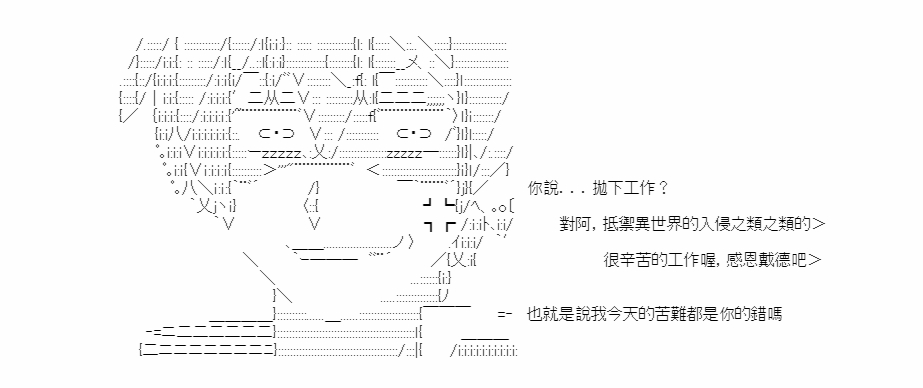 你說...拋下工作？
對阿,抵禦異世界的入侵之類之類的＞
很辛苦的工作喔,感恩戴德吧＞
=- 也就是說我今天的苦難都是你的錯嗎